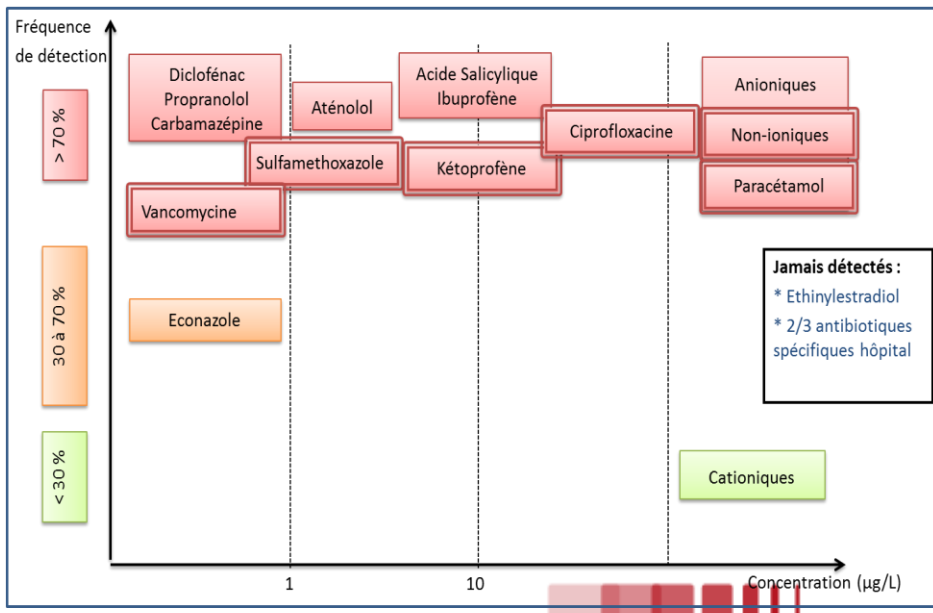 Fréquence
de détection
> 70 %
Diclofénac
Propranolol
Carbamazépine
Aténolol
Acide Salicylique
Ibuprofène
Anioniques
Ciprofloxacine
Non-ioniques
Sulfamethoxazole
Kétoprofène
Paracétamol
Vancomycine
30 à 70 %
Econazole
Jamais détectés :
* Ethinylestradiol
* 2/3 antibiotiques
spécifiques hôpital
< 30 %
Cationiques
1
10
Concentration (µg/L)